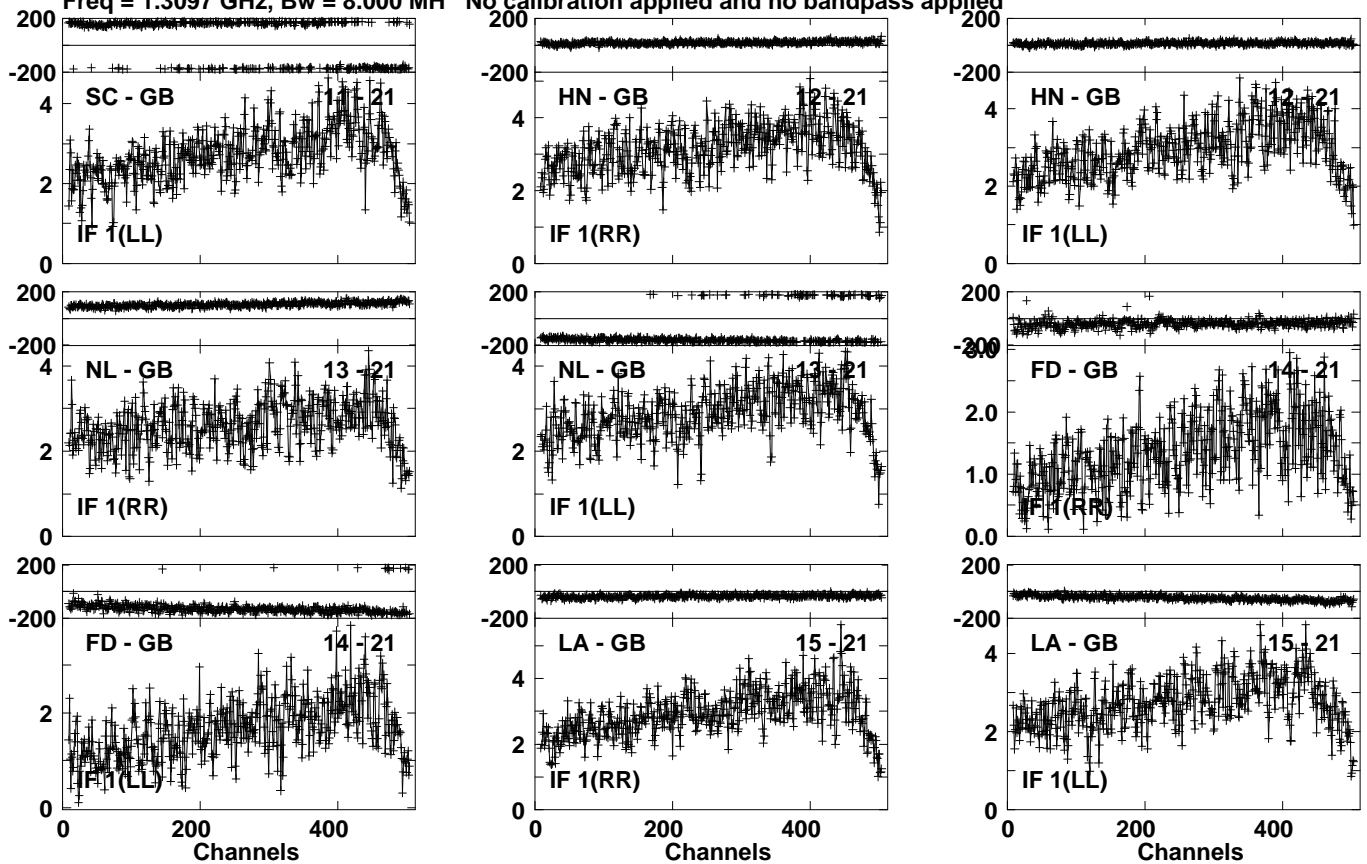 Freq = 1.3097 GHz, Bw = 8.000 MH No calibration applied and no bandpass applied
200
-200
SC - GB 11 - 21
4
2
IF 1(LL)
0
200
-200
HN - GB 12 - 21
4
2
IF 1(RR)
0
200
-200
HN - GB 12 - 21
4
2
IF 1(LL)
0
200
-200
NL - GB 13 - 21
4
2
IF 1(RR)
0
200
-200
NL - GB 13 - 21
4
2
IF 1(LL)
0
200
-200
3.0
FD - GB 14 - 21
2.0
1.0
IF 1(RR)
0.0
200
-200
FD - GB 14 - 21
2
IF 1(LL)
0
0 200 400
Channels
200
-200
LA - GB 15 - 21
4
2
IF 1(RR)
0
0 200 400
Channels
200
-200
LA - GB 15 - 21
4
2
IF 1(LL)
0
0 200 400
Channels